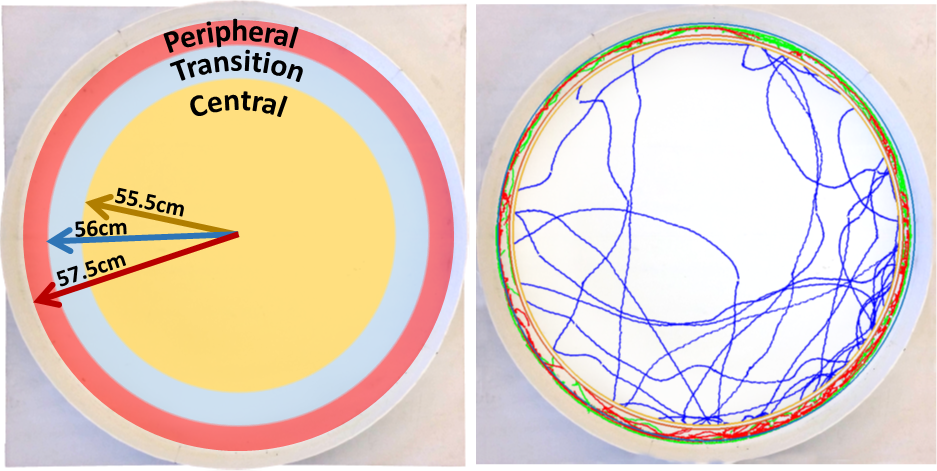 Peripheral
Transition
Central
55.5cm
56cm
57.5cm